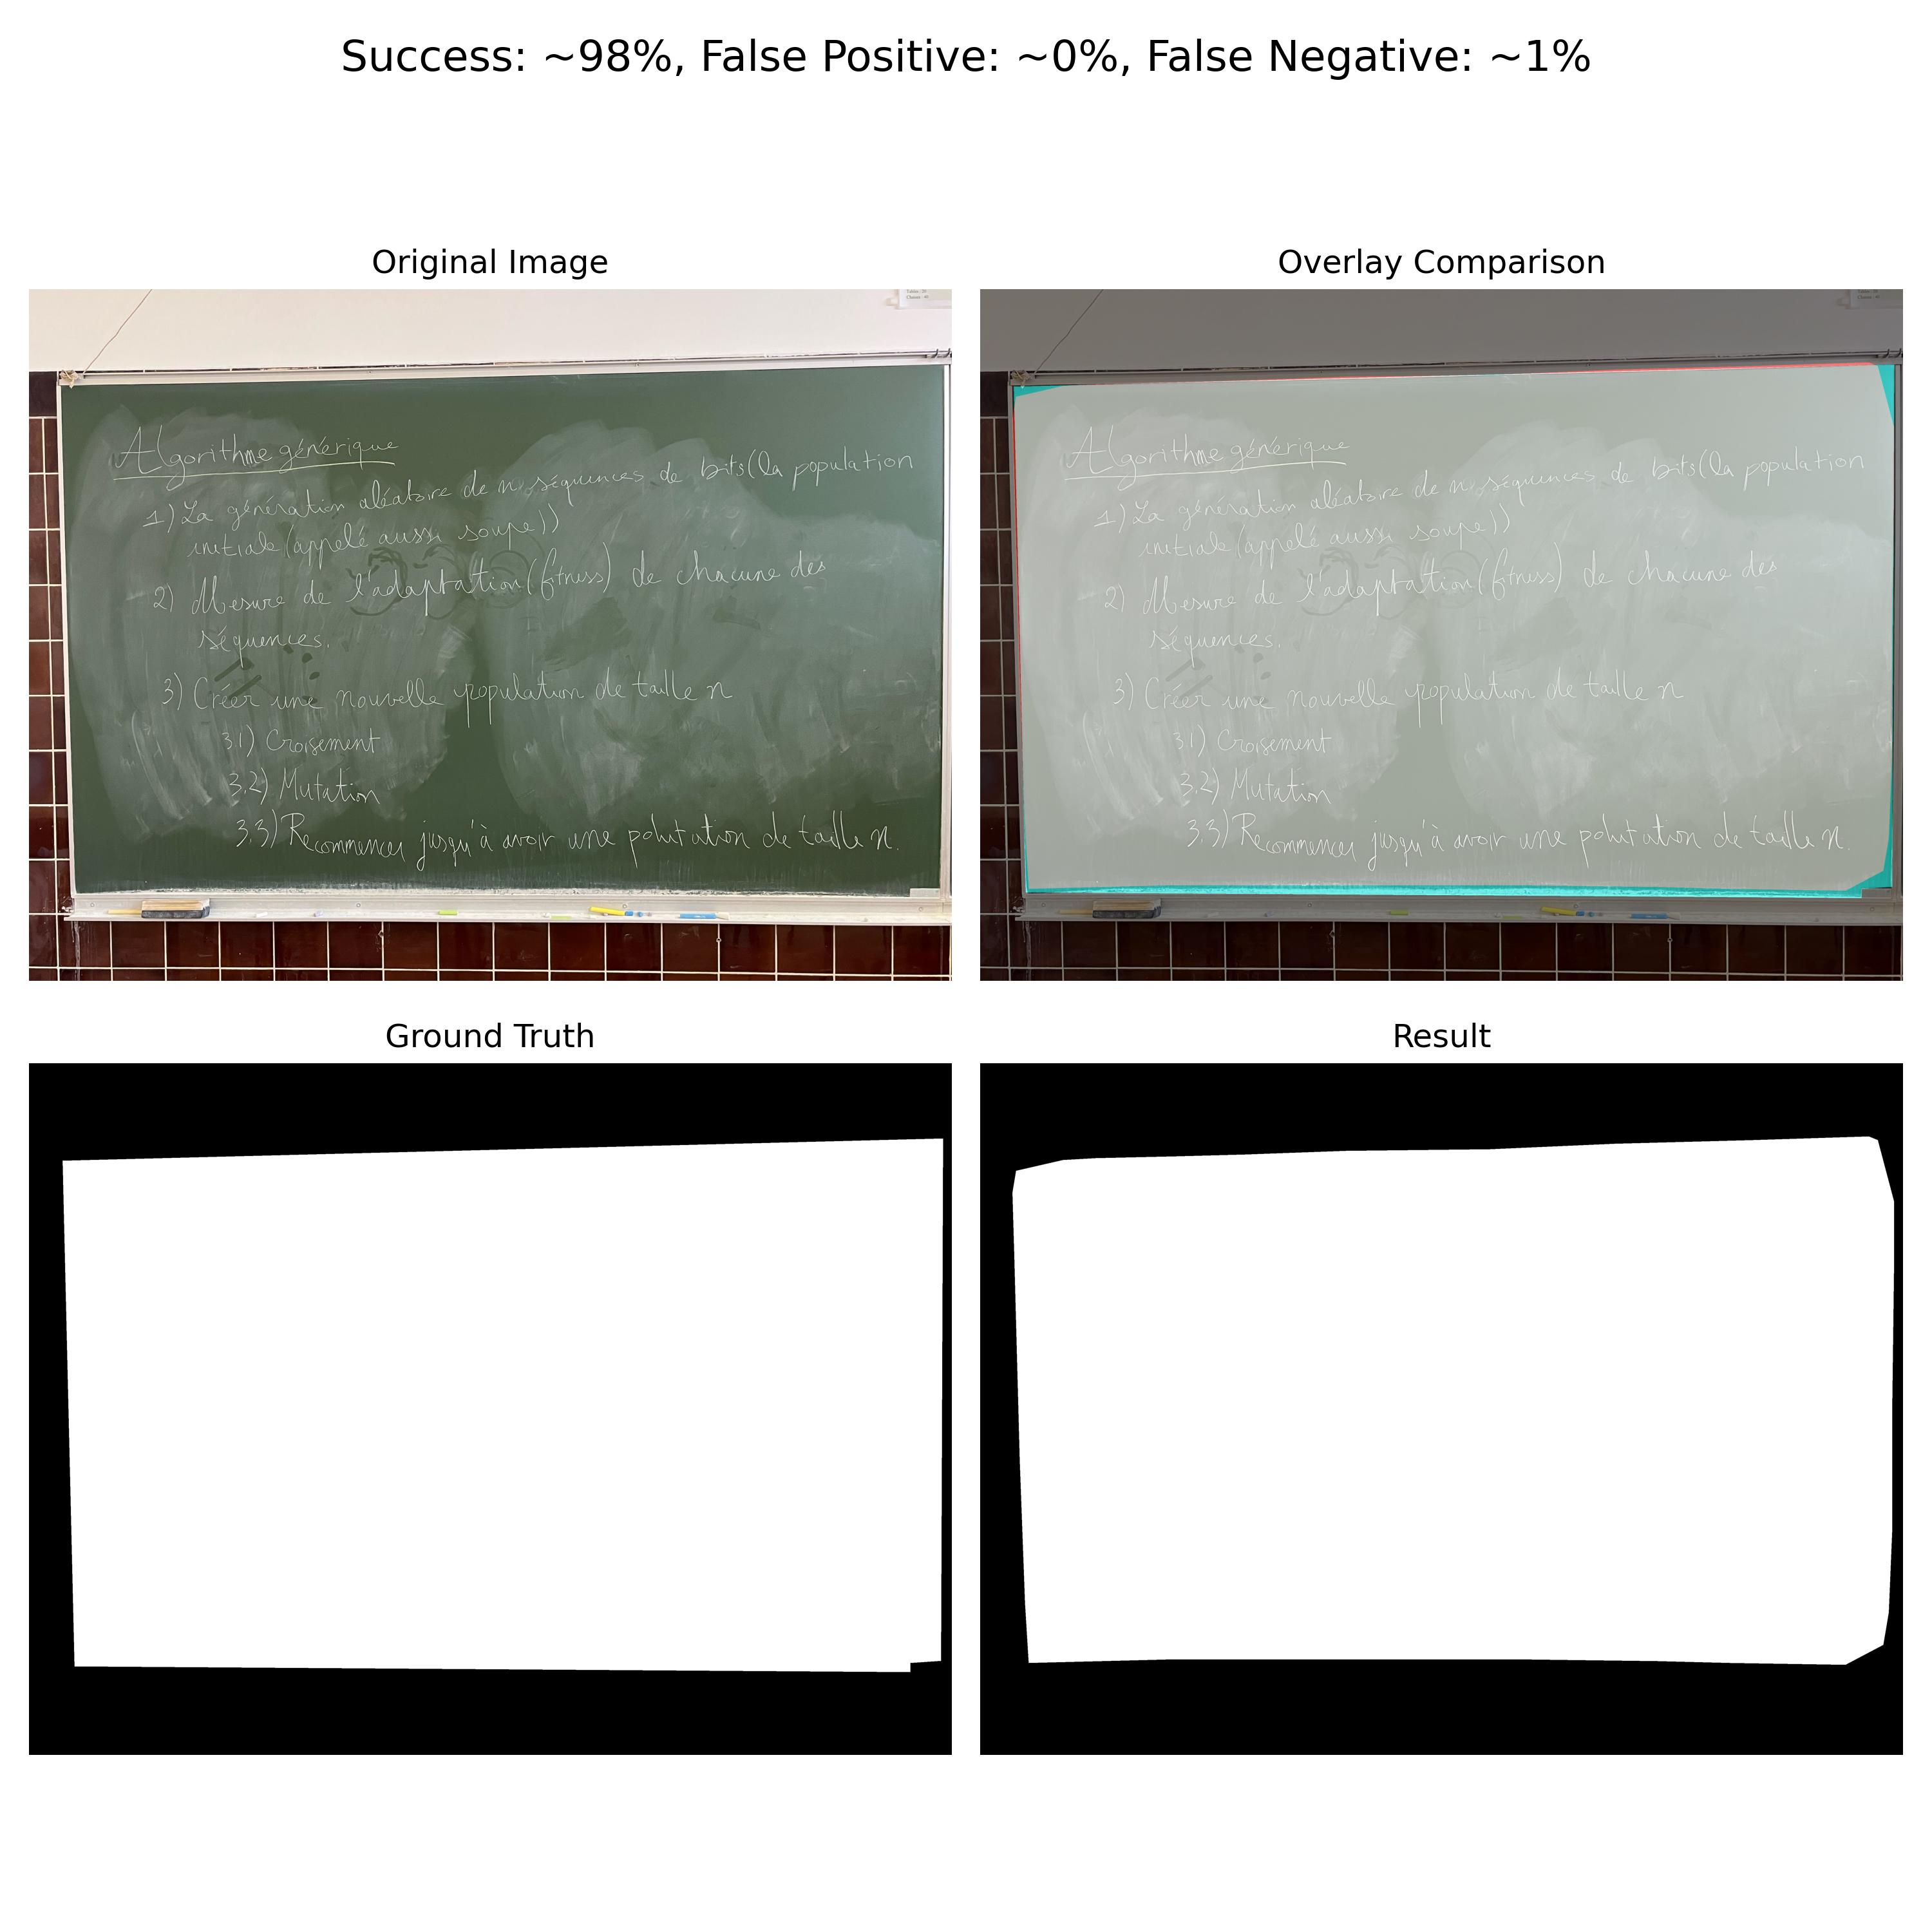 Success: ~98%, False Positive: ~0%, False Negative: ~1%
Original Image
Overlay Comparison
Algorithme générique
1) La génération aléatoire de n séquences de bits (la population
initiale (appelé aussi soupe))
2) Mesure de l'adaptation (fitness) de chacune des
séquences.
3) Créer une nouvelle population de taille n
3.1) Croisement
3.2) Mutation
3.3) Recommencer jusqu'à avoir une polutation de taille n.
Algorithme générique
1) La génération aléatoire de n séquences de bits (la population
initiale (appelé aussi soupe))
2) Mesure de l'adaptation (fitness) de chacune des
séquences.
3) Créer une nouvelle population de taille n
3.1) Croisement
3.2) Mutation
3.3) Recommencer jusqu'à avoir une polutation de taille n.
Ground Truth
Result